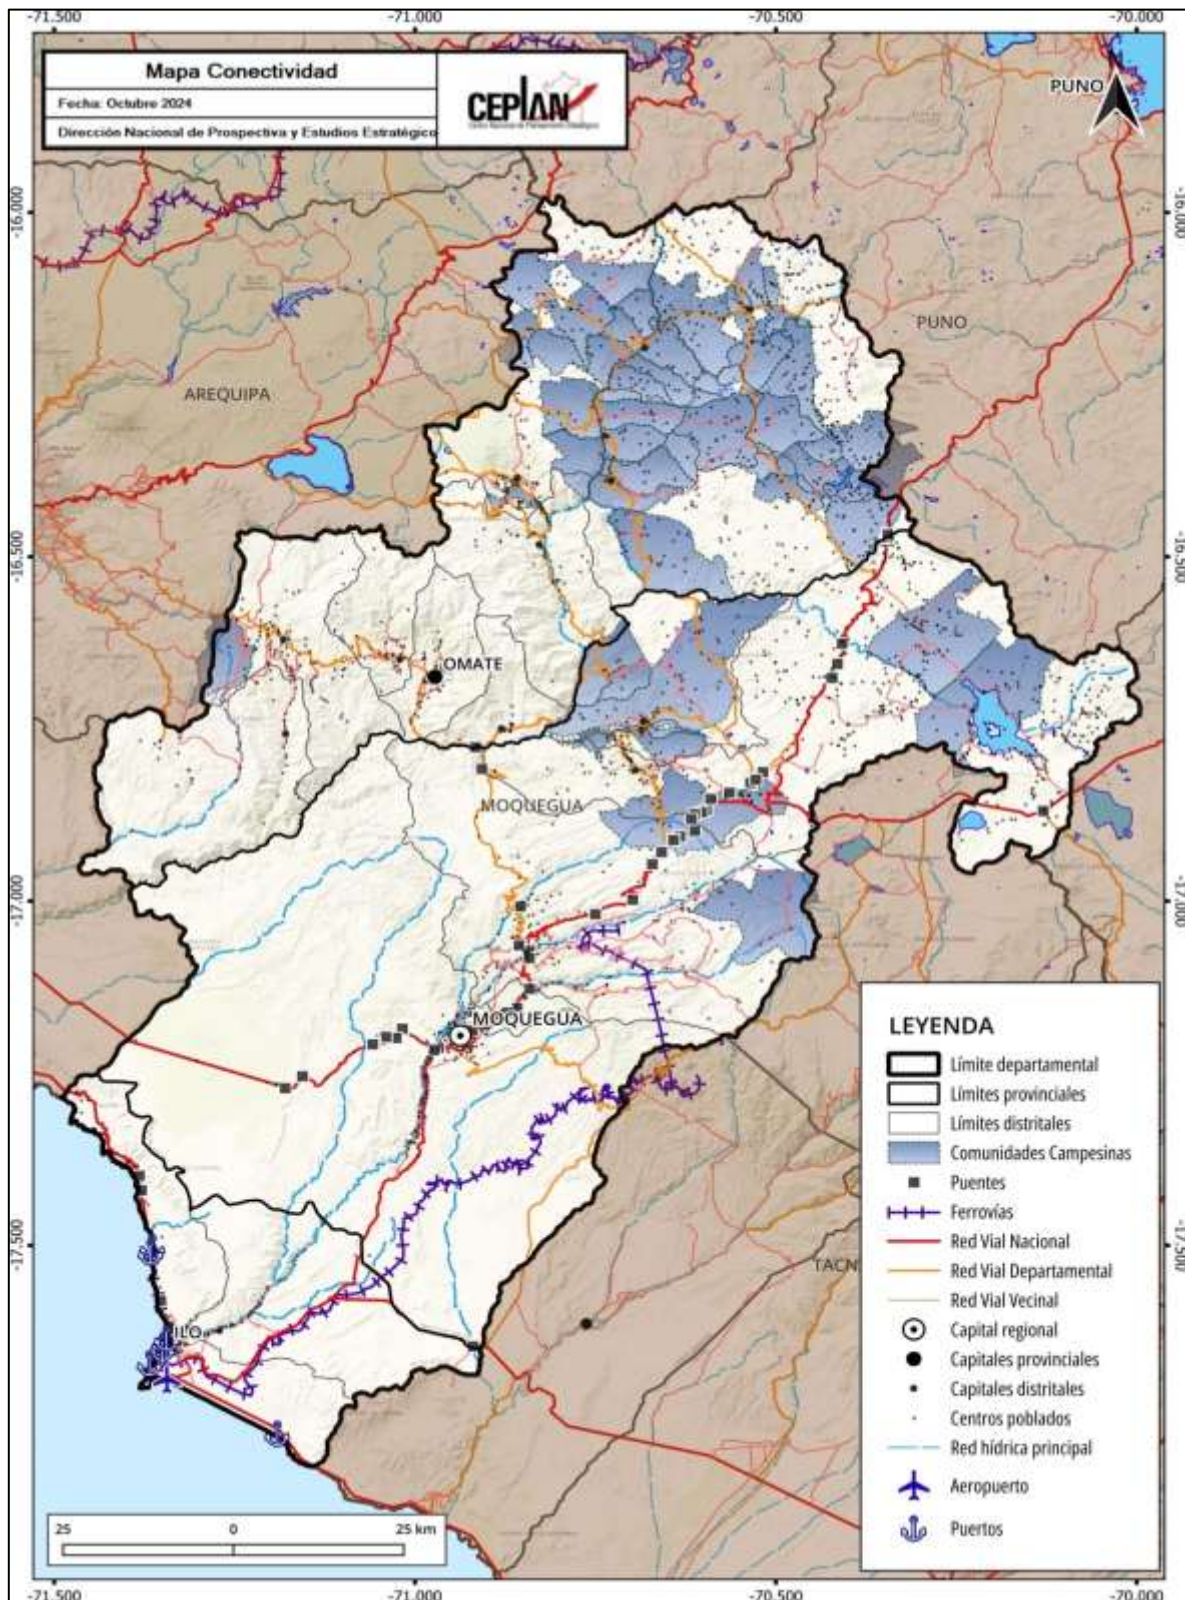 -71.500
-71.000
-70.500
-70.000
Mapa Conectividad
Fecha: Octubre 2024
Dirección Nacional de Prospectiva y Estudios Estratégico
CEPLAN
PUNO
-16.000
-16.000
PUNO
AREQUIPA
-16.500
-16.500
OMATE
MOQUEGUA
-17.000
-17.000
MOQUEGUA
-17.500
-17.500
TACN
ILO
LEYENDA
Límite departamental
Límites provinciales
Límites distritales
Comunidades Campesinas
Puentes
Ferrovías
Red Vial Nacional
Red Vial Departamental
Red Vial Vecinal
Capital regional
Capitales provinciales
Capitales distritales
Centros poblados
Red hídrica principal
Aeropuerto
Puertos
25
0
25 km
-71.500
-71.000
-70.500
-70.000